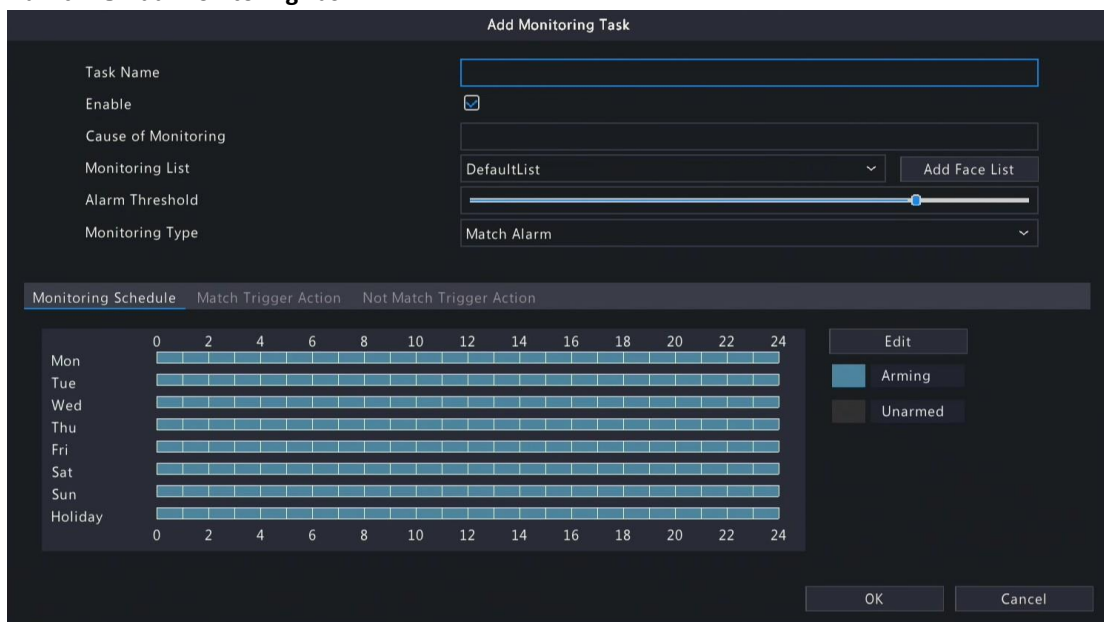 Add Monitoring Task
Task Name
Enable
Cause of Monitoring
Monitoring List DefaultList Add Face List
Alarm Threshold
Monitoring Type Match Alarm
Monitoring Schedule Match Trigger Action Not Match Trigger Action
0 2 4 6 8 10 12 14 16 18 20 22 24 Edit
Mon
Tue Arming
Wed
Thu Unarmed
Fri
Sat
Sun
Holiday
0 2 4 6 8 10 12 14 16 18 20 22 24
OK Cancel